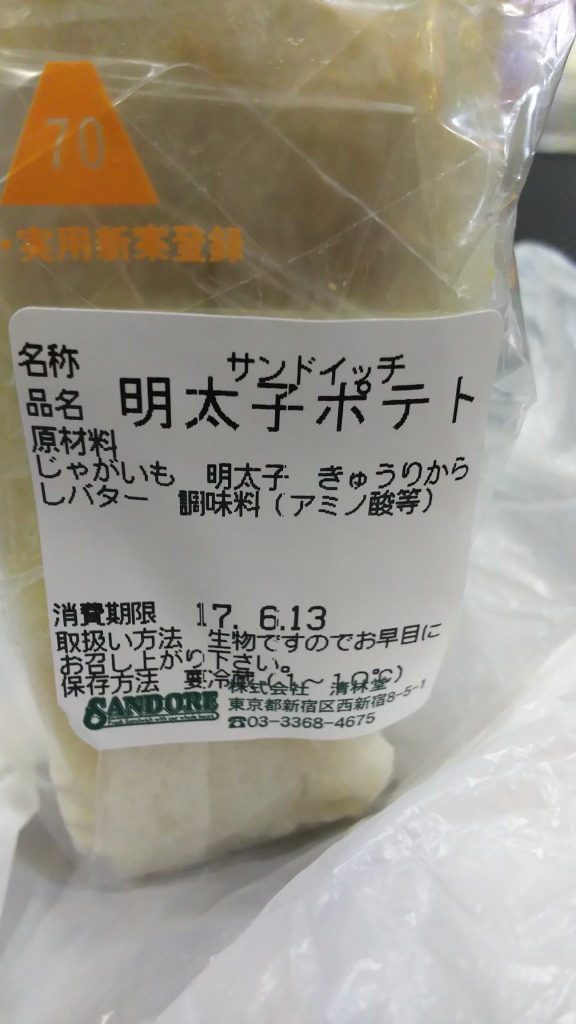 70
・実用新案登録
名称 サンドイッチ
品名 明太子ポテト
原材料
じゃがいも 明太子 きゅうりから
しバター 調味料(アミノ酸等)
消費期限 17. 6.13
取扱い方法 生物ですのでお早目に
お召し上がり下さい。
保存方法 要冷蔵(1~10℃)
SANDORE
株式会社 清林堂
東京都新宿区西新宿8-5-1
☎03-3368-4675